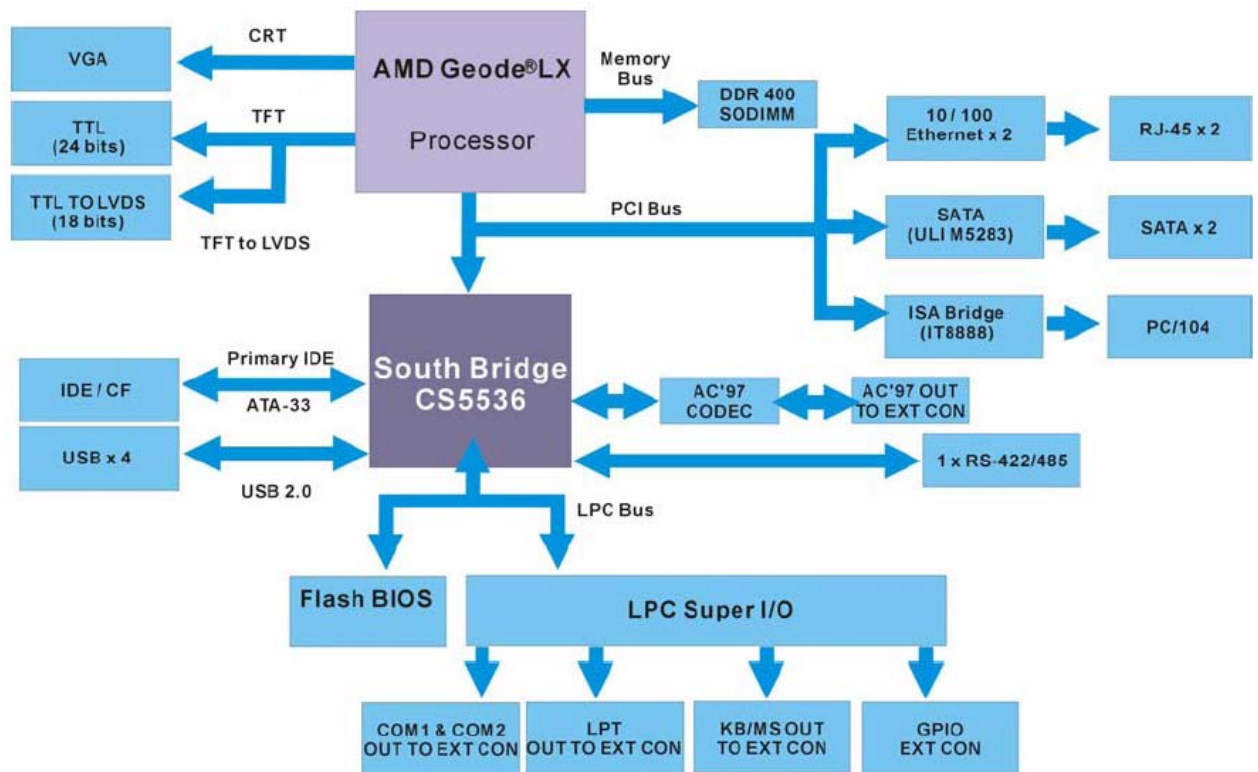 CRT
VGA
AMD Geode®LX
Processor
Memory
Bus
DDR 400
SODIMM
10 / 100
Ethernet x 2
RJ-45 x 2
TFT
TTL
(24 bits)
TTL TO LVDS
(18 bits)
TFT to LVDS
PCI Bus
SATA
(ULI M5283)
SATA x 2
ISA Bridge
(IT8888)
PC/104
Primary IDE
IDE / CF
ATA-33
South Bridge
CS5536
AC'97
CODEC
AC'97 OUT
TO EXT CON
USB x 4
USB 2.0
1 x RS-422/485
LPC Bus
Flash BIOS
LPC Super I/O
COM1 & COM2
OUT TO EXT CON
LPT
OUT TO EXT CON
KB/MS OUT
TO EXT CON
GPIO
EXT CON